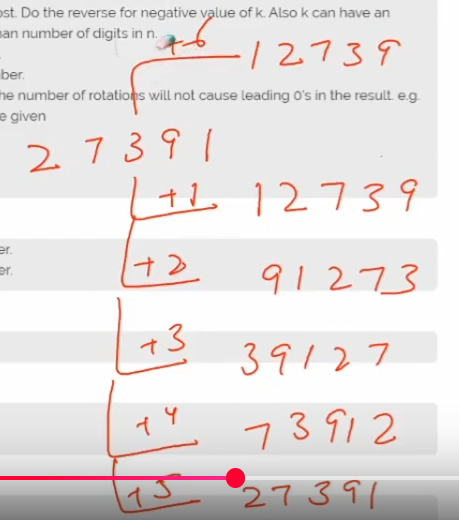 ost. Do the reverse for negative value of k. Also k can have an
an number of digits in n.
+6 12739
ber.
he number of rotations will not cause leading 0's in the result. e.g.
e given
27391
+1 12739
er.
er.
+2 91273
+3 39127
+4 73912
+5 27391